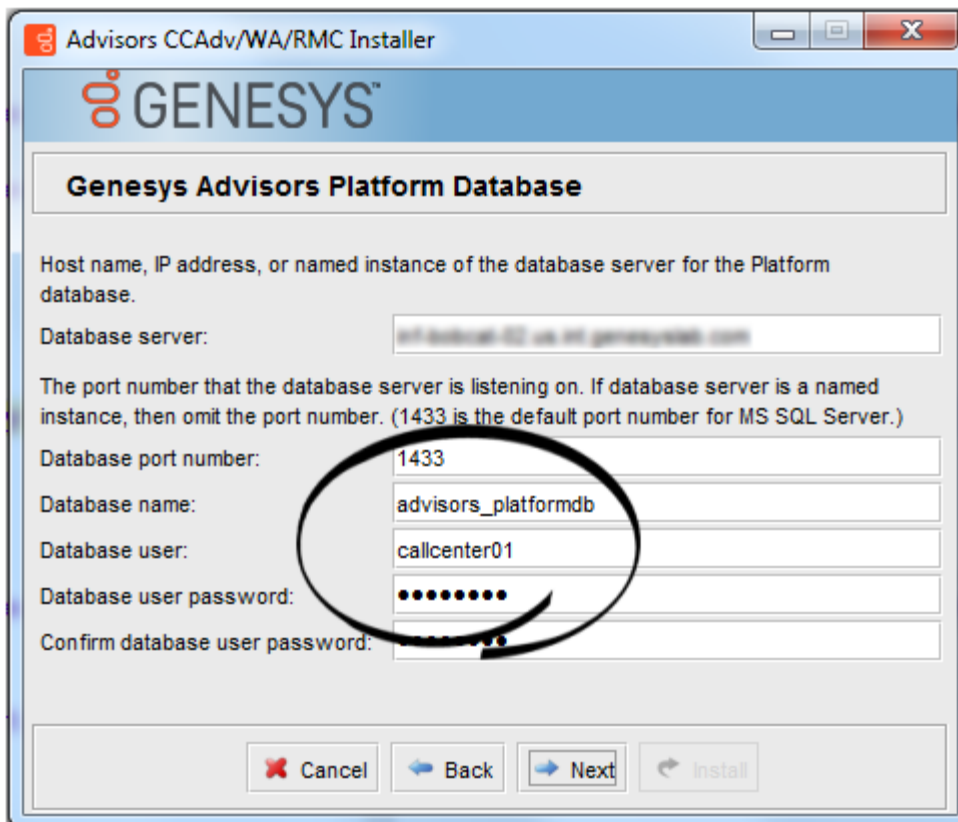 Advisors CCAdv/WA/RMC Installer
GENESYS™
Genesys Advisors Platform Database
Host name, IP address, or named instance of the database server for the Platform
database.
Database server:
The port number that the database server is listening on. If database server is a named
instance, then omit the port number. (1433 is the default port number for MS SQL Server.)
Database port number: 1433
Database name: advisors_platformdb
Database user: callcenter01
Database user password: ••••••••
Confirm database user password: ••••••••
Cancel Back Next Install